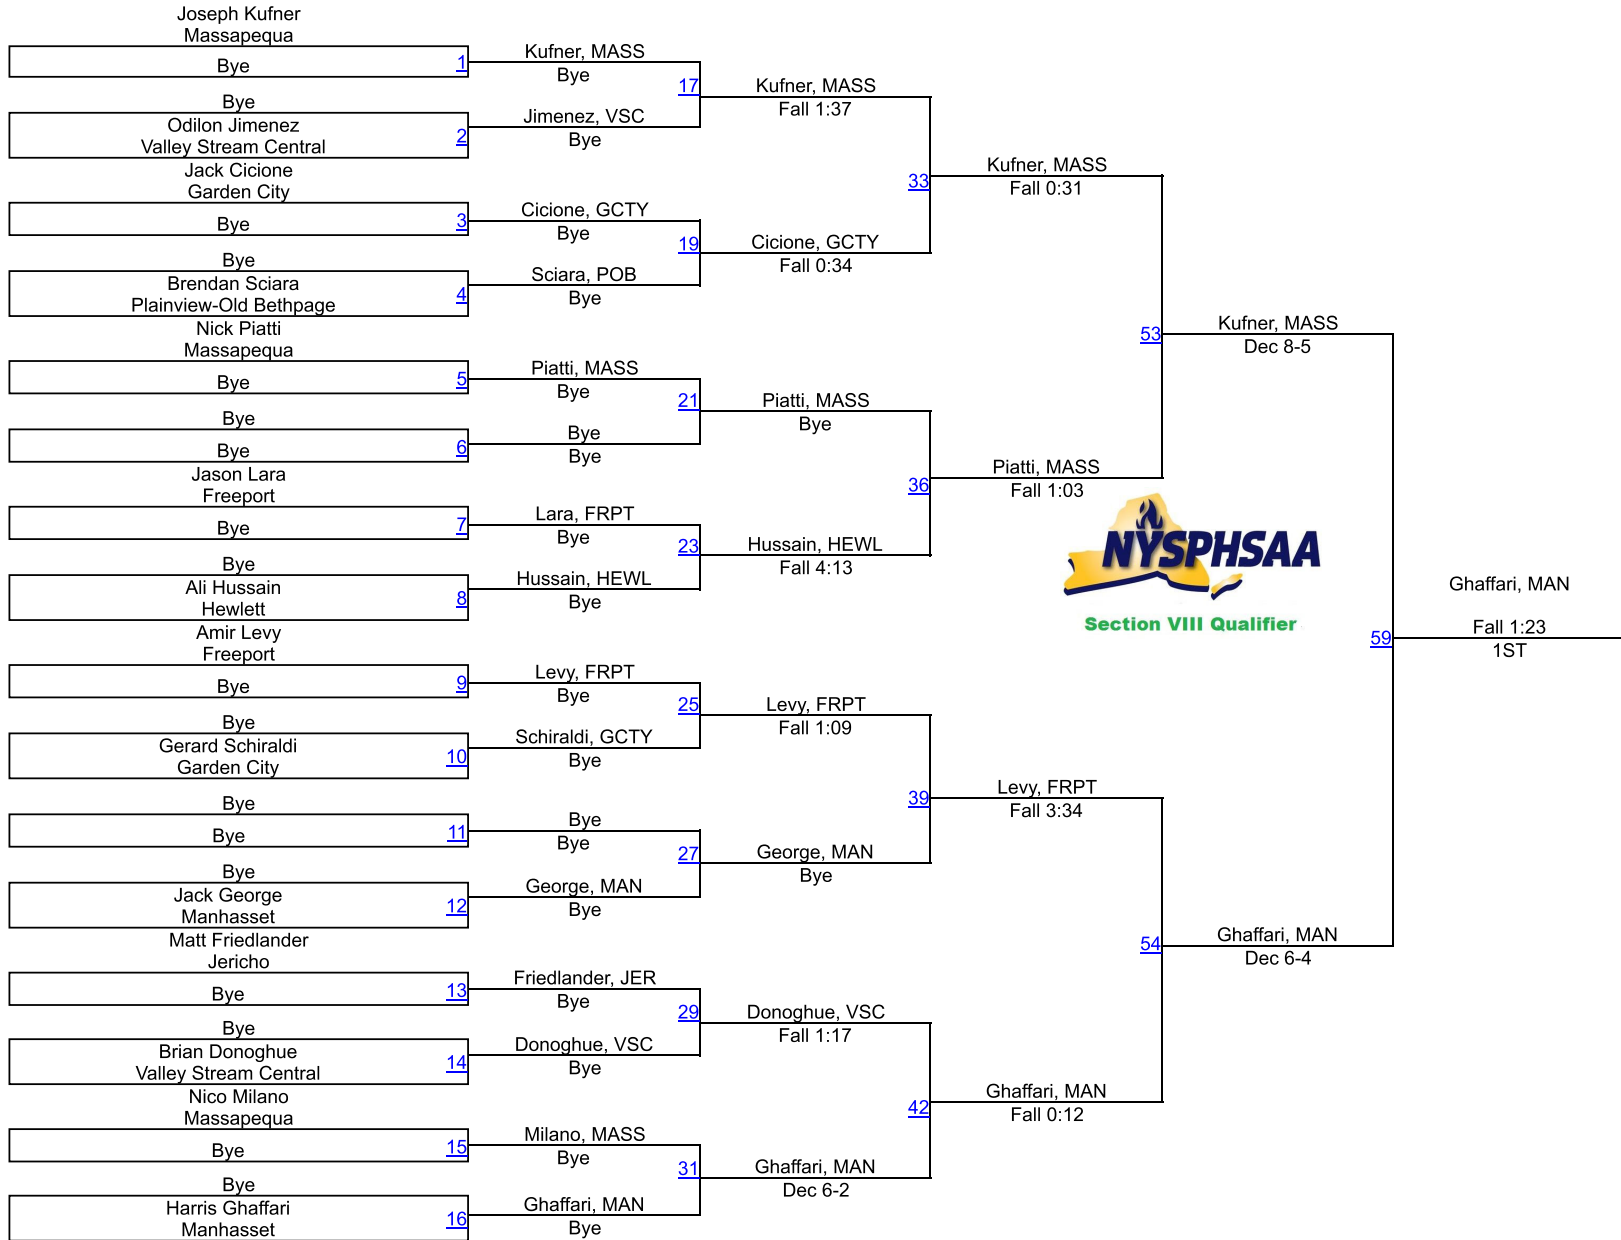 Joseph Kufner
Massapequa
Bye
1
Bye
Odilon Jimenez
Valley Stream Central
2
Jack Cicione
Garden City
Bye
3
Bye
Brendan Sciara
Plainview-Old Bethpage
4
Nick Piatti
Massapequa
Bye
5
Bye
Bye
6
Jason Lara
Freeport
Bye
7
Bye
Ali Hussain
Hewlett
8
Amir Levy
Freeport
Bye
9
Bye
Gerard Schiraldi
Garden City
10
Bye
Bye
11
Bye
Jack George
Manhasset
12
Matt Friedlander
Jericho
Bye
13
Bye
Brian Donoghue
Valley Stream Central
14
Nico Milano
Massapequa
Bye
15
Bye
Harris Ghaffari
Manhasset
16
Kufner, MASS
Bye
17
Jimenez, VSC
Bye
Cicione, GCTY
Bye
19
Sciara, POB
Bye
Piatti, MASS
Bye
21
Bye
Bye
Lara, FRPT
Bye
23
Hussain, HEWL
Bye
Levy, FRPT
Bye
25
Schiraldi, GCTY
Bye
Bye
Bye
27
George, MAN
Bye
Friedlander, JER
Bye
29
Donoghue, VSC
Bye
Milano, MASS
Bye
31
Ghaffari, MAN
Bye
Kufner, MASS
Fall 1:37
33
Cicione, GCTY
Fall 0:34
Piatti, MASS
Bye
36
Hussain, HEWL
Fall 4:13
Levy, FRPT
Fall 1:09
39
George, MAN
Bye
Donoghue, VSC
Fall 1:17
42
Ghaffari, MAN
Dec 6-2
Kufner, MASS
Fall 0:31
53
Piatti, MASS
Fall 1:03
NYSPHSAA
Section VIII Qualifier
Levy, FRPT
Fall 3:34
54
Ghaffari, MAN
Fall 0:12
Kufner, MASS
Dec 8-5
59
Ghaffari, MAN
Dec 6-4
Ghaffari, MAN
Fall 1:23
1ST